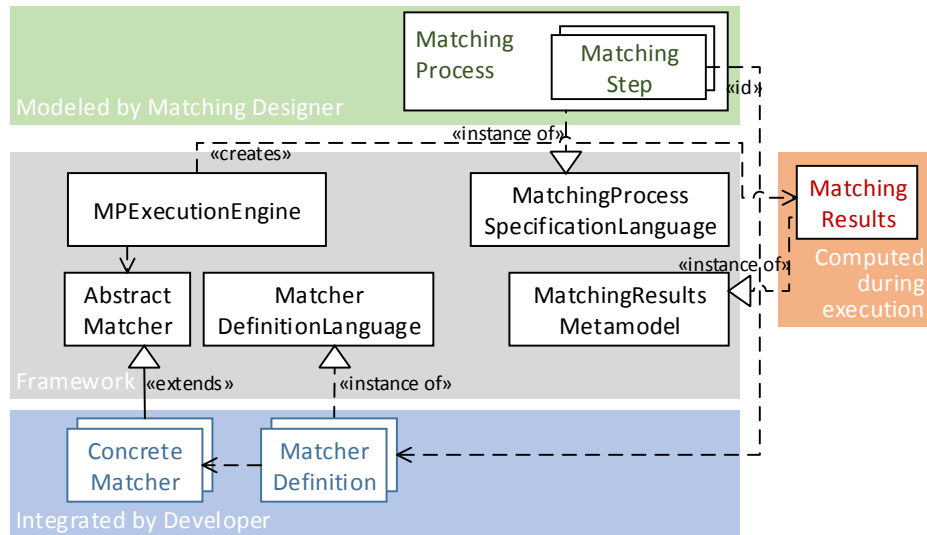 Matching
Process
Matching
Step
«id»
Modeled by Matching Designer
«instance of»
«creates»
MPExecutionEngine
MatchingProcess
SpecificationLanguage
Matching
Results
«instance of»
Computed
during
execution
Abstract
Matcher
Matcher
DefinitionLanguage
MatchingResults
Metamodel
Framework
«extends»
«instance of»
Concrete
Matcher
Matcher
Definition
Integrated by Developer